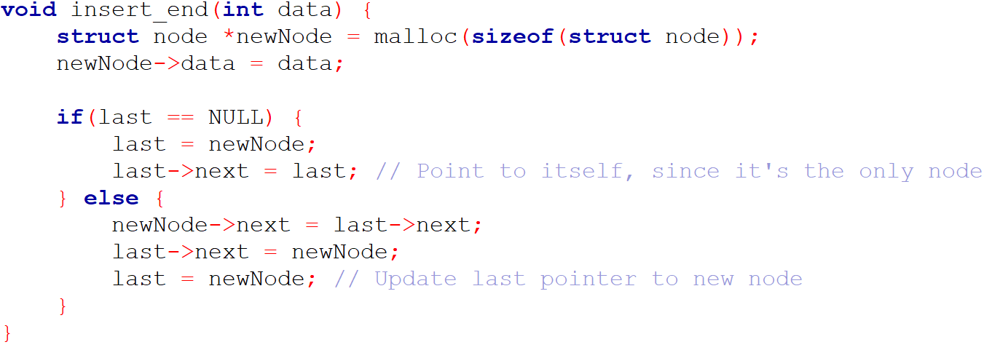 void insert_end(int data) {
    struct node *newNode = malloc(sizeof(struct node));
    newNode->data = data;

    if(last == NULL) {
        last = newNode;
        last->next = last; // Point to itself, since it's the only node
    } else {
        newNode->next = last->next;
        last->next = newNode;
        last = newNode; // Update last pointer to new node
    }
}